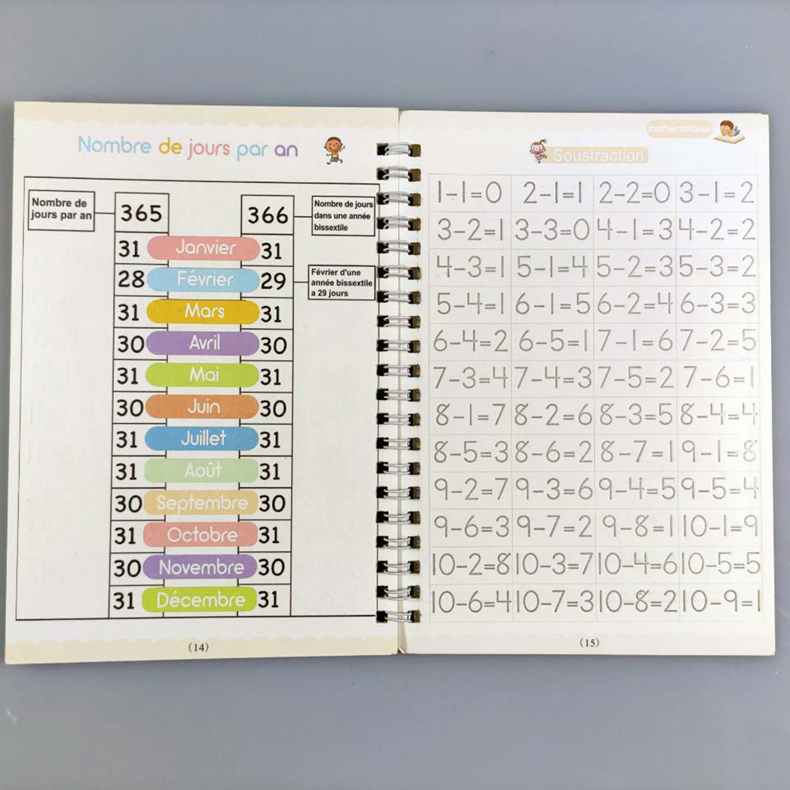 Nombre de jours par an
Nombre de
jours par an
365
366
Nombre de jours
dans une année
bissextile
31 Janvier 31
28 Février 29
Février d'une
année bissextile
a 29 jours
31 Mars 31
30 Avril 30
31 Mai 31
30 Juin 30
31 Juillet 31
31 Août 31
30 Septembre 30
31 Octobre 31
30 Novembre 30
31 Décembre 31
(14)
mathématiques
Soustraction
1-1=0 2-1=1 2-2=0 3-1=2
3-2=1 3-3=0 4-1=3 4-2=2
4-3=1 5-1=4 5-2=3 5-3=2
5-4=1 6-1=5 6-2=4 6-3=3
6-4=2 6-5=1 7-1=6 7-2=5
7-3=4 7-4=3 7-5=2 7-6=1
8-1=7 8-2=6 8-3=5 8-4=4
8-5=3 8-6=2 8-7=1 9-1=8
9-2=7 9-3=6 9-4=5 9-5=4
9-6=3 9-7=2 9-8=1 10-1=9
10-2=8 10-3=7 10-4=6 10-5=5
10-6=4 10-7=3 10-8=2 10-9=1
(15)